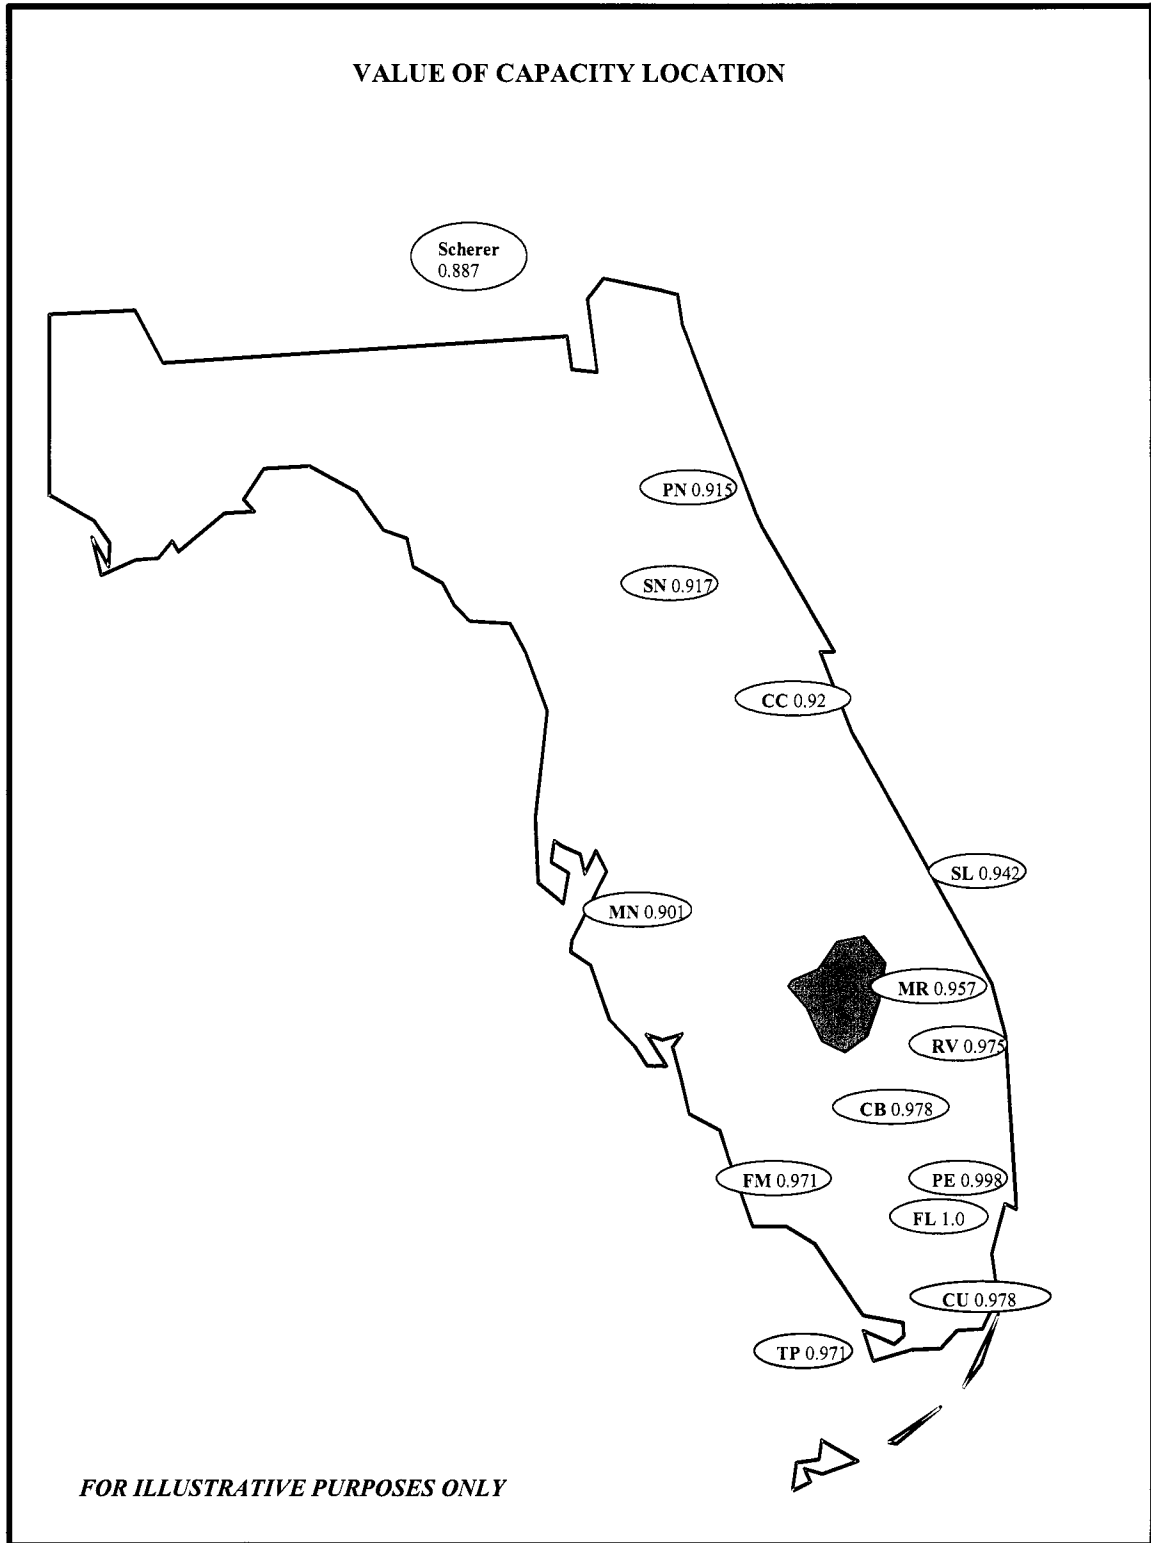 VALUE OF CAPACITY LOCATION
Scherer
0.887
PN 0.915
SN 0.917
CC 0.92
SL 0.942
MN 0.901
MR 0.957
RV 0.975
CB 0.978
FM 0.971
PE 0.998
FL 1.0
CU 0.978
TP 0.971
FOR ILLUSTRATIVE PURPOSES ONLY